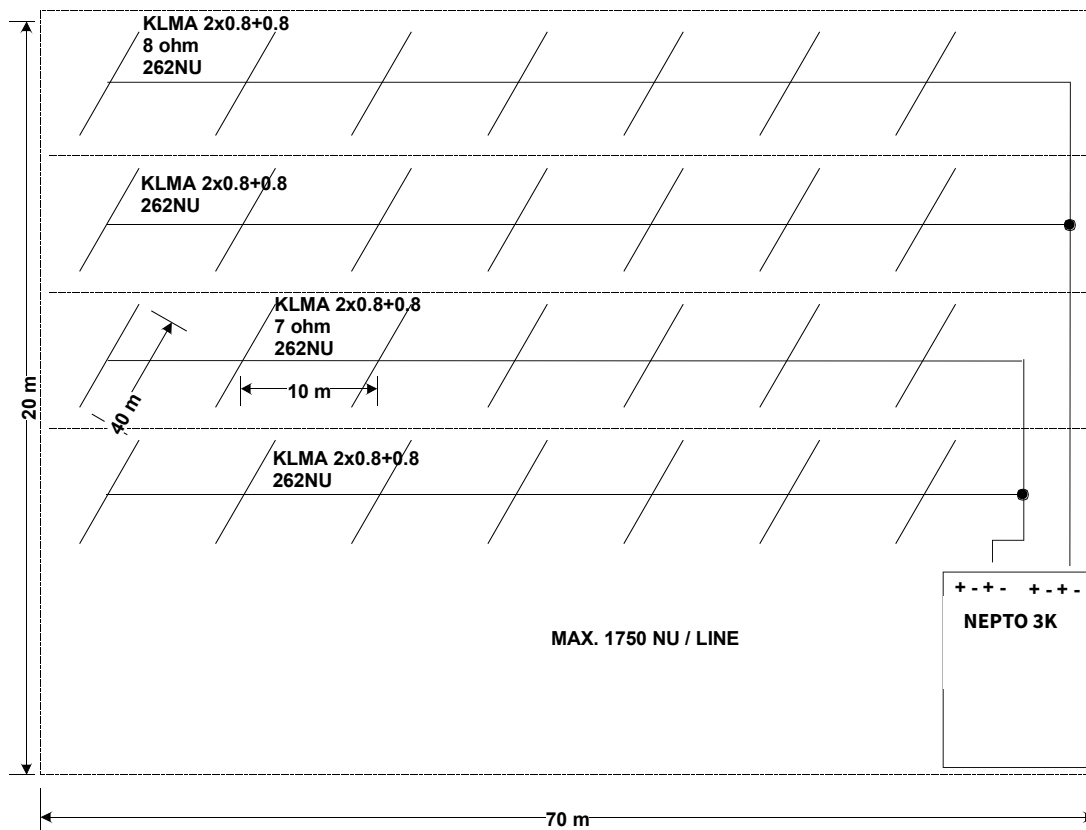 KLMA 2x0.8+0.8
8 ohm
262NU
KLMA 2x0.8+0.8
262NU
KLMA 2x0.8+0.8
7 ohm
262NU
10 m
40 m
20 m
KLMA 2x0.8+0.8
262NU
+ - + - + - + -
NEPTO 3K
MAX. 1750 NU / LINE
70 m